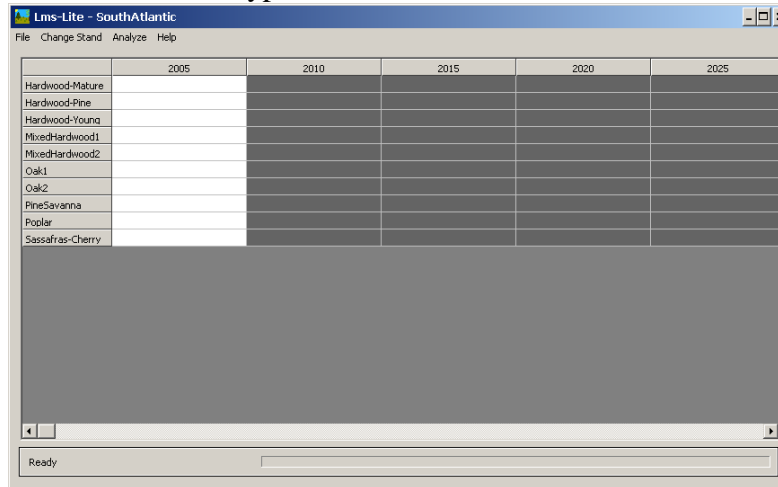 Lms-Lite - SouthAtlantic
File Change Stand Analyze Help
2005 2010 2015 2020 2025
Hardwood-Mature
Hardwood-Pine
Hardwood-Young
MixedHardwood1
MixedHardwood2
Oak1
Oak2
PineSavanna
Poplar
Sassafras-Cherry
Ready